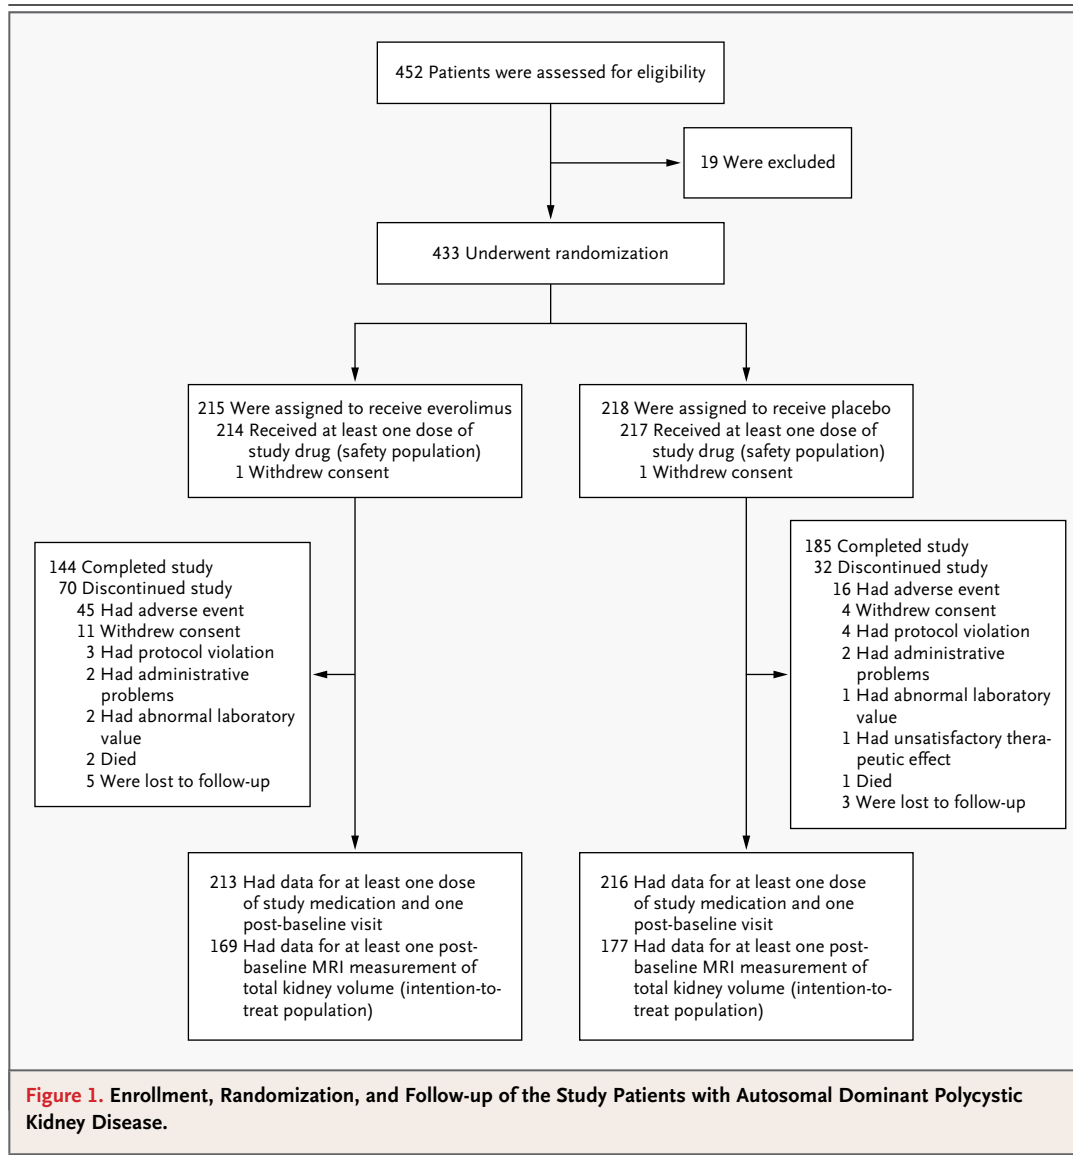 452 Patients were assessed for eligibility
19 Were excluded
433 Underwent randomization
215 Were assigned to receive everolimus
214 Received at least one dose of
study drug (safety population)
1 Withdrew consent
218 Were assigned to receive placebo
217 Received at least one dose of
study drug (safety population)
1 Withdrew consent
144 Completed study
70 Discontinued study
45 Had adverse event
11 Withdrew consent
3 Had protocol violation
2 Had administrative
problems
2 Had abnormal laboratory
value
2 Died
5 Were lost to follow-up
185 Completed study
32 Discontinued study
16 Had adverse event
4 Withdrew consent
4 Had protocol violation
2 Had administrative
problems
1 Had abnormal laboratory
value
1 Had unsatisfactory thera-
peutic effect
1 Died
3 Were lost to follow-up
213 Had data for at least one dose
of study medication and one
post-baseline visit
169 Had data for at least one post-
baseline MRI measurement of
total kidney volume (intention-to-
treat population)
216 Had data for at least one dose
of study medication and one
post-baseline visit
177 Had data for at least one post-
baseline MRI measurement of
total kidney volume (intention-to-
treat population)
Figure 1. Enrollment, Randomization, and Follow-up of the Study Patients with Autosomal Dominant Polycystic
Kidney Disease.